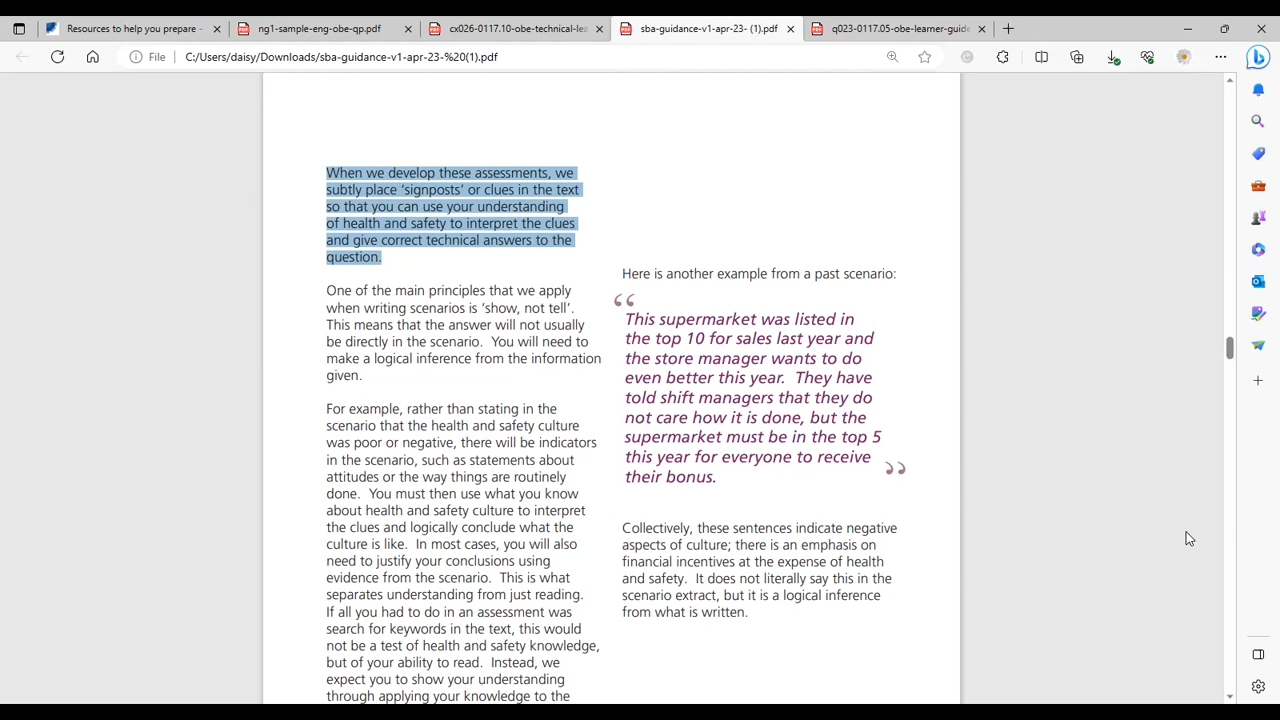 Resources to help you prepare -
ng1-sample-eng-obe-qp.pdf
cx026-0117.10-obe-technical-lea
sba-guidance-v1-apr-23- (1).pdf
q023-0117.05-obe-learner-guide
File
C:/Users/daisy/Downloads/sba-guidance-v1-apr-23-%20(1).pdf
When we develop these assessments, we
subtly place ‘signposts’ or clues in the text
so that you can use your understanding
of health and safety to interpret the clues
and give correct technical answers to the
question.
One of the main principles that we apply
when writing scenarios is ‘show, not tell’.
This means that the answer will not usually
be directly in the scenario. You will need to
make a logical inference from the information
given.
For example, rather than stating in the
scenario that the health and safety culture
was poor or negative, there will be indicators
in the scenario, such as statements about
attitudes or the way things are routinely
done. You must then use what you know
about health and safety culture to interpret
the clues and logically conclude what the
culture is like. In most cases, you will also
need to justify your conclusions using
evidence from the scenario. This is what
separates understanding from just reading.
If all you had to do in an assessment was
search for keywords in the text, this would
not be a test of health and safety knowledge,
but of your ability to read. Instead, we
expect you to show your understanding
through applying your knowledge to the
Here is another example from a past scenario:
“
This supermarket was listed in
the top 10 for sales last year and
the store manager wants to do
even better this year. They have
told shift managers that they do
not care how it is done, but the
supermarket must be in the top 5
this year for everyone to receive
their bonus.
”
Collectively, these sentences indicate negative
aspects of culture; there is an emphasis on
financial incentives at the expense of health
and safety. It does not literally say this in the
scenario extract, but it is a logical inference
from what is written.